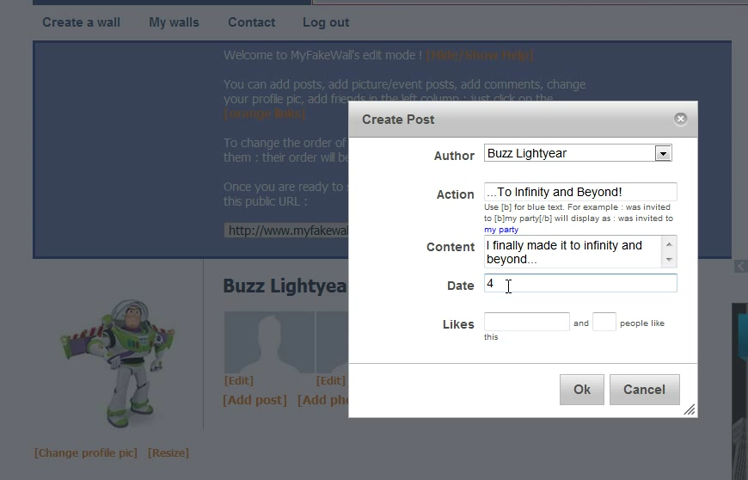 Create a wall My walls Contact Log out
Welcome to MyFakeWall's edit mode ! [Hide/Show help]
You can add posts, add picture/event posts, add comments, change
your profile pic, add friends in the left column : just click on the
[orange links]
To change the order of
them : their order will be
Once you are ready to s
this public URL :
http://www.myfakewal
Create Post
Author Buzz Lightyear
Action ...To Infinity and Beyond!
Use [b] for blue text. For example : was invited
to [b]my party[/b] will display as : was invited to
my party
Content I finally made it to infinity and
beyond...
Date 4
Likes and people like
this
Ok Cancel
Buzz Lightyea
[Edit] [Edit]
[Add post] [Add pho
[Change profile pic] [Resize]